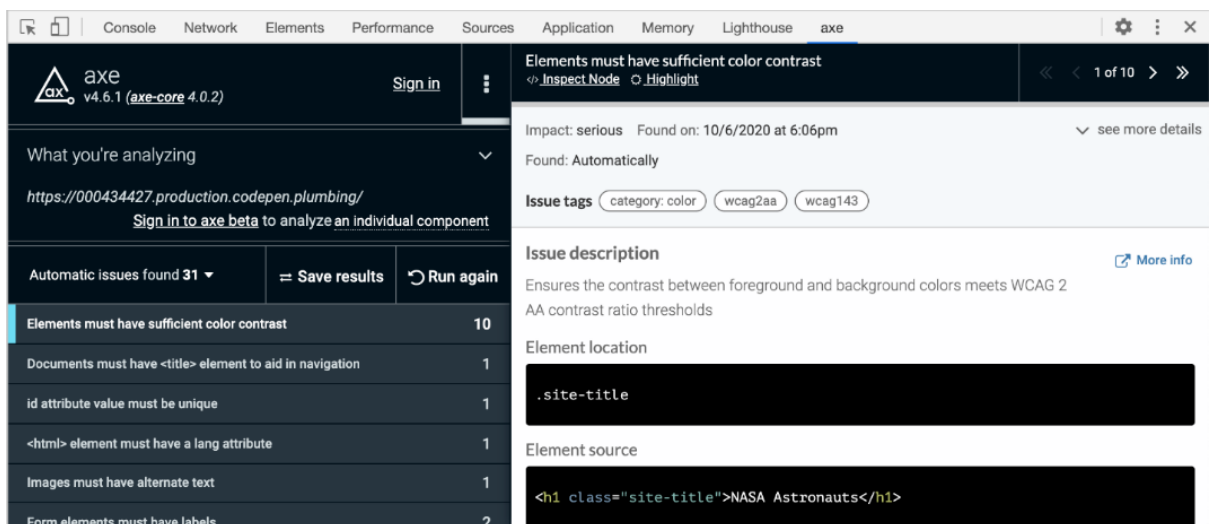 Console Network Elements Performance Sources Application Memory Lighthouse axe
axe
v4.6.1 (axe-core 4.0.2)
Sign in
What you're analyzing
https://000434427.production.codepen.plumbing/
Sign in to axe beta to analyze an individual component
Automatic issues found 31
Save results
Run again
Elements must have sufficient color contrast 10
Documents must have <title> element to aid in navigation 1
id attribute value must be unique 1
<html> element must have a lang attribute 1
Images must have alternate text 1
Form elements must have labels 2
Elements must have sufficient color contrast
</> Inspect Node Highlight
1 of 10
Impact: serious Found on: 10/6/2020 at 6:06pm
see more details
Found: Automatically
Issue tags category: color wcag2aa wcag143
Issue description
More info
Ensures the contrast between foreground and background colors meets WCAG 2
AA contrast ratio thresholds
Element location
.site-title
Element source
<h1 class="site-title">NASA Astronauts</h1>